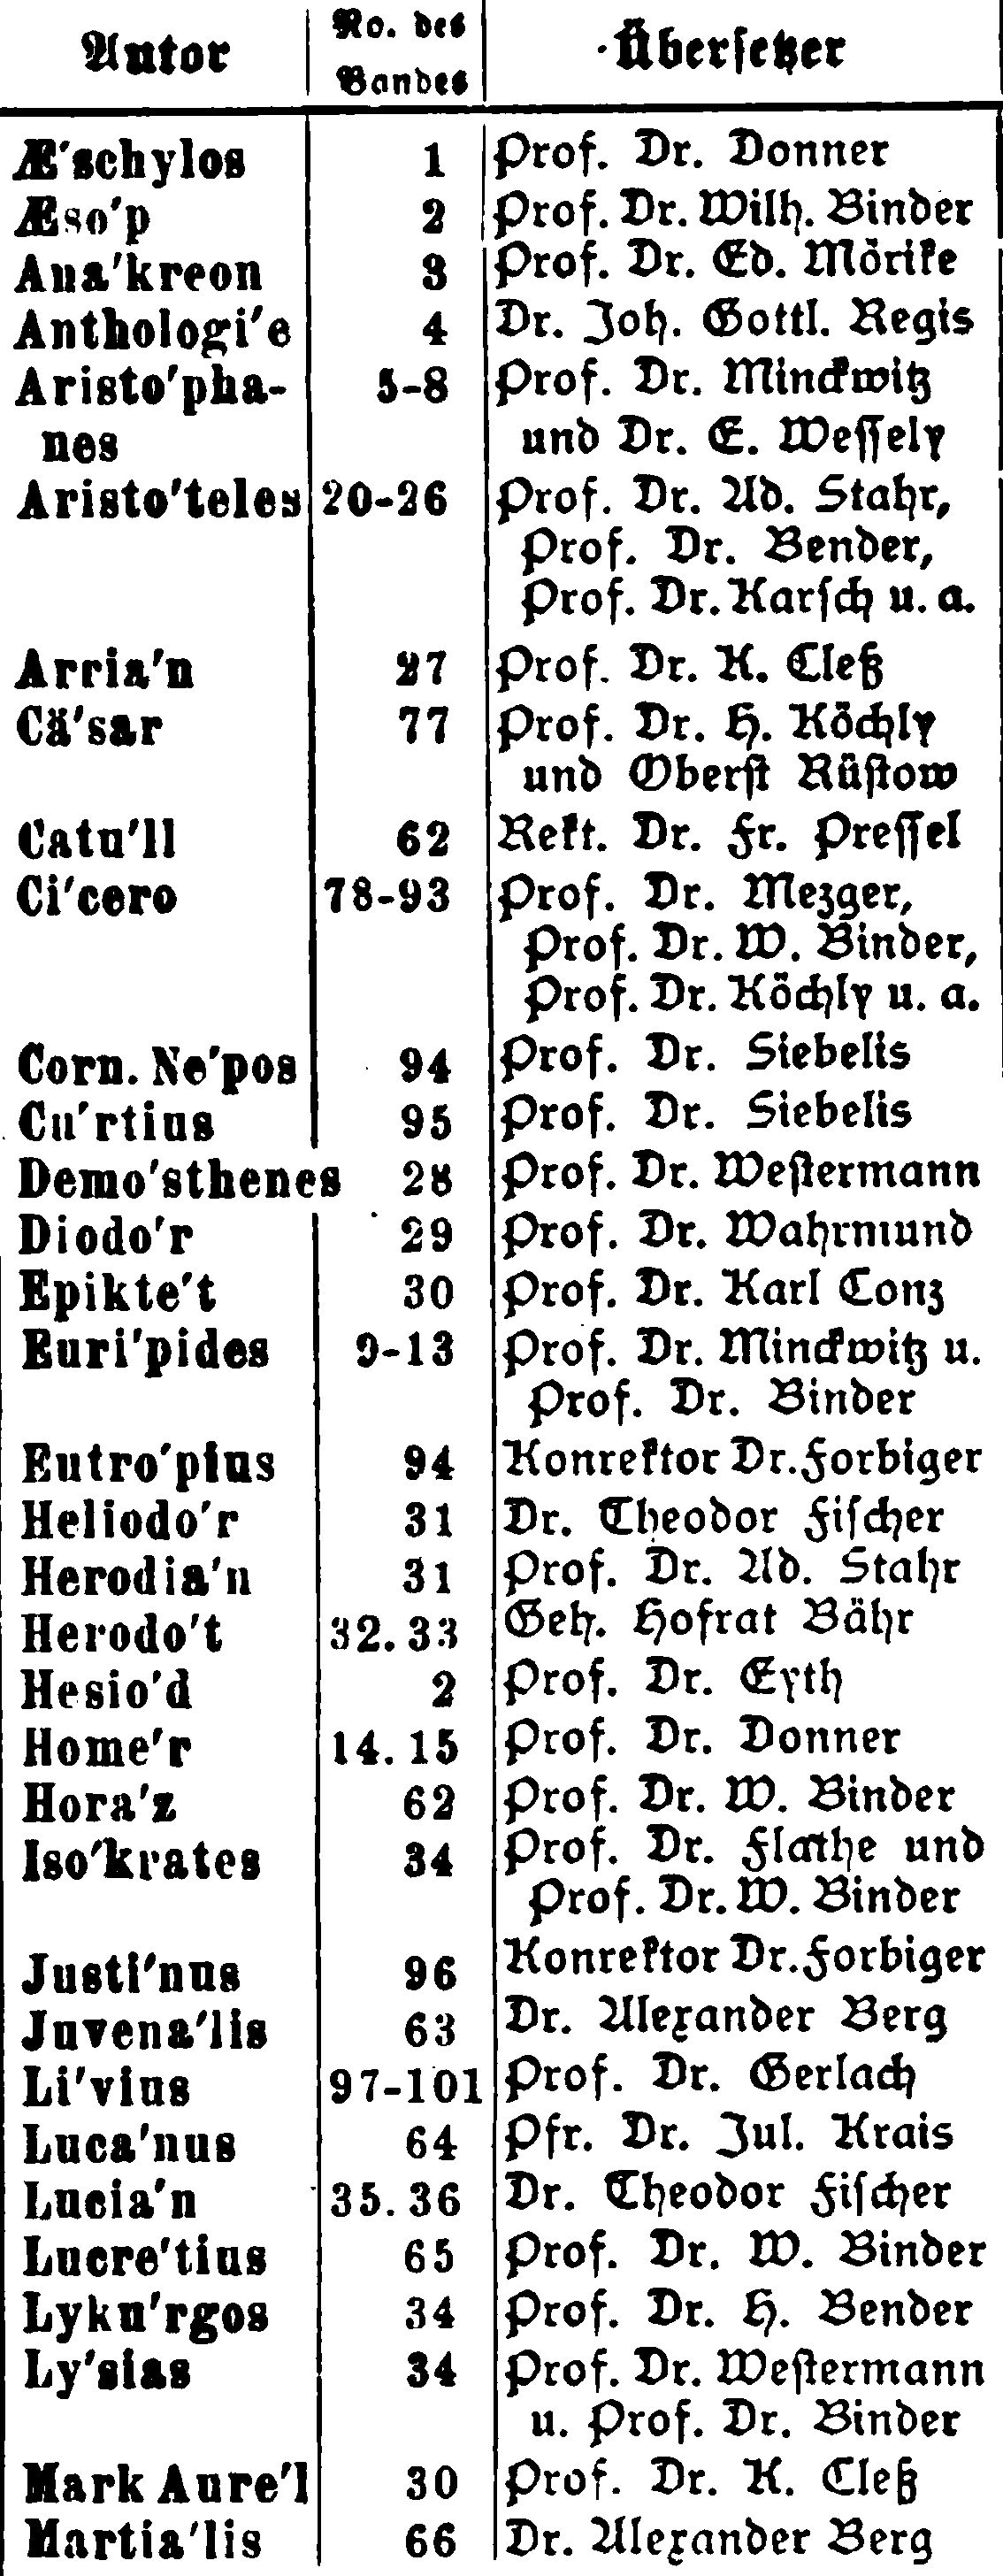 Autor No. des Bandes Übersetzer
Æ'schylos 1 Prof. Dr. Donner
Æso'p 2 Prof. Dr. Wilh. Binder
Ana'kreon 3 Prof. Dr. Ed. Mörike
Anthologi'e 4 Dr. Joh. Gottl. Regis
Aristo'pha- 5-8 Prof. Dr. Minckwitz
nes und Dr. E. Wessely
Aristo'teles 20-26 Prof. Dr. Ad. Stahr,
Prof. Dr. Bender,
Prof. Dr. Karsch u. a.
Arria'n 27 Prof. Dr. K. Cleß
Cä'sar 77 Prof. Dr. H. Köchly
und Oberst Rüstow
Catu'll 62 Rekt. Dr. Fr. Pressel
Ci'cero 78-93 Prof. Dr. Mezger,
Prof. Dr. W. Binder,
Prof. Dr. Köchly u. a.
Corn. Ne'pos 94 Prof. Dr. Siebelis
Cu'rtius 95 Prof. Dr. Siebelis
Demo'sthenes 28 Prof. Dr. Westermann
Diodo'r 29 Prof. Dr. Wahrmund
Epikte't 30 Prof. Dr. Karl Conz
Euri'pides 9-13 Prof. Dr. Minckwitz u.
Prof. Dr. Binder
Eutro'pius 94 Konrektor Dr. Forbiger
Heliodo'r 31 Dr. Theodor Fischer
Herodia'n 31 Prof. Dr. Ad. Stahr
Herodo't 32. 33 Geh. Hofrat Bähr
Hesio'd 2 Prof. Dr. Eyth
Home'r 14. 15 Prof. Dr. Donner
Hora'z 62 Prof. Dr. W. Binder
Iso'krates 34 Prof. Dr. Flathe und
Prof. Dr. W. Binder
Justi'nus 96 Konrektor Dr. Forbiger
Juvena'lis 63 Dr. Alexander Berg
Li'vius 97-101 Prof. Dr. Gerlach
Luca'nus 64 Pfr. Dr. Jul. Krais
Lucia'n 35. 36 Dr. Theodor Fischer
Lucre'tius 65 Prof. Dr. W. Binder
Lyku'rgos 34 Prof. Dr. H. Bender
Ly'sias 34 Prof. Dr. Westermann
u. Prof. Dr. Binder
Mark Aure'l 30 Prof. Dr. K. Cleß
Martia'lis 66 Dr. Alexander Berg